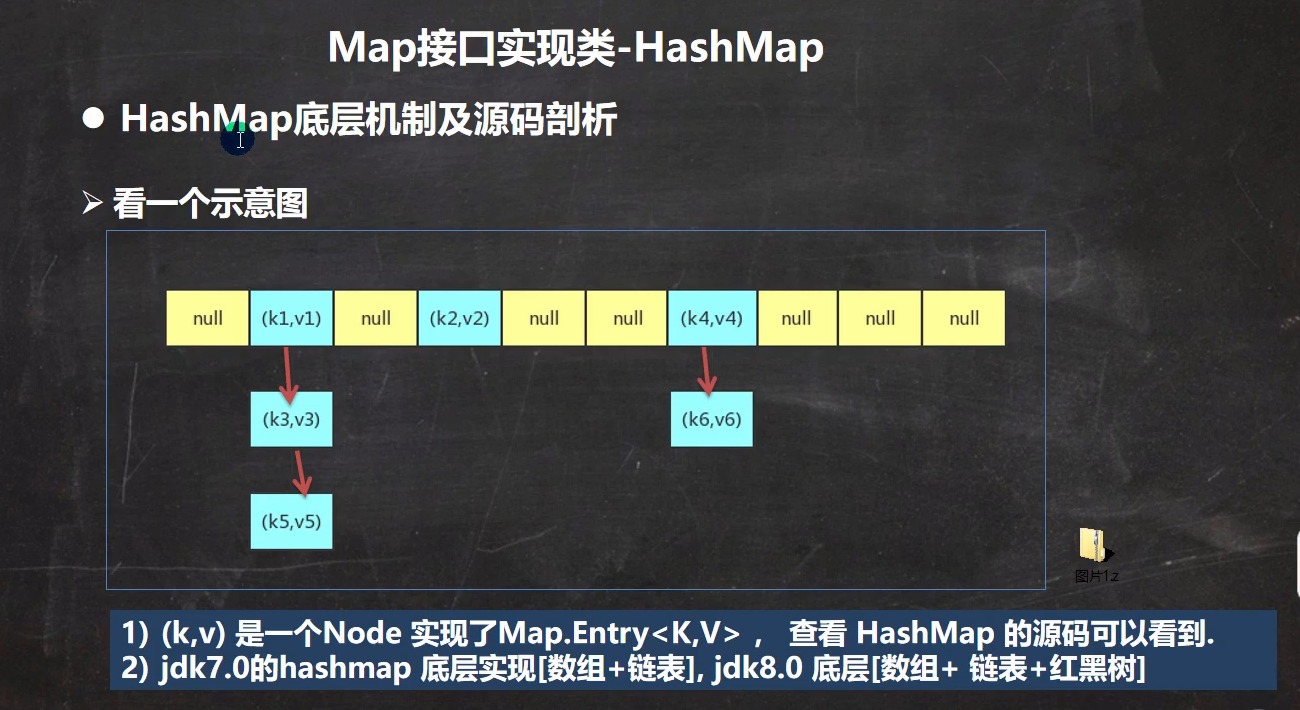 Map接口实现类-HashMap
● HashMap底层机制及源码剖析
➢ 看一个示意图
null (k1,v1) null (k2,v2) null null (k4,v4) null null null
(k3,v3) (k6,v6)
(k5,v5)
图片1.z
1) (k,v) 是一个Node 实现了Map.Entry<K,V> ， 查看 HashMap 的源码可以看到.
2) jdk7.0的hashmap 底层实现[数组+链表], jdk8.0 底层[数组+ 链表+红黑树]